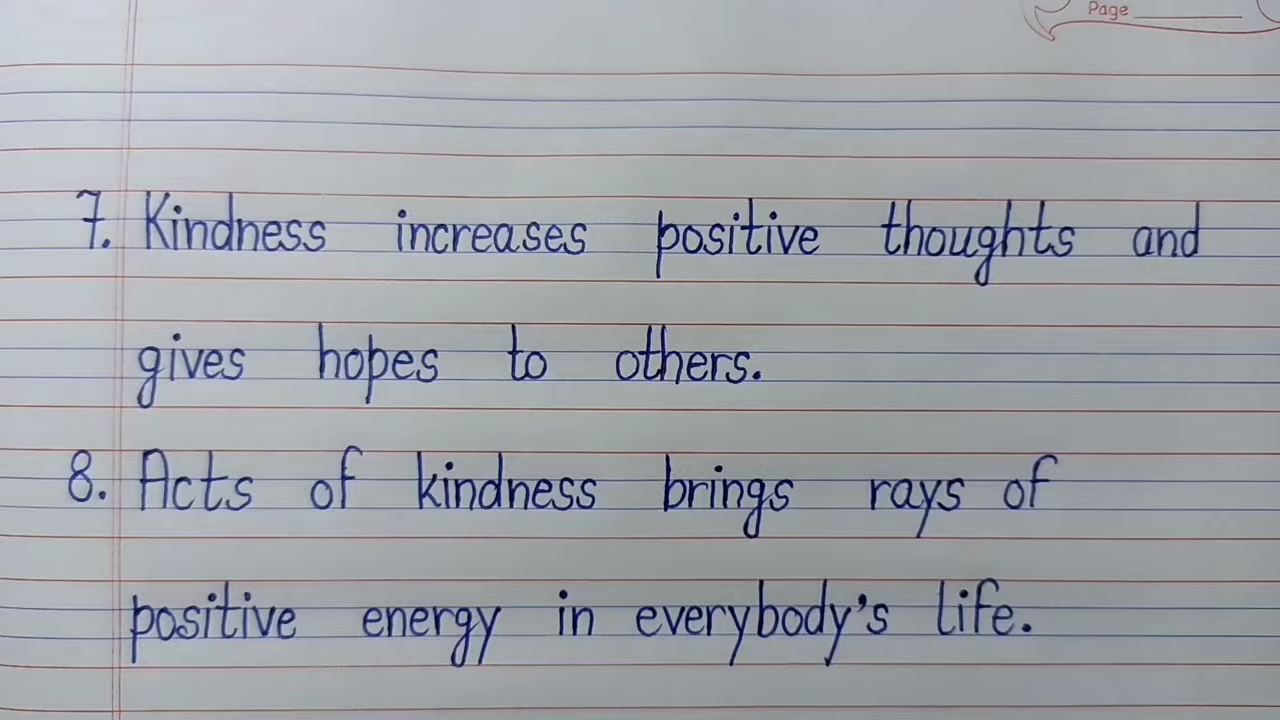 Page
7. Kindness increases positive thoughts and
gives hopes to others.
8. Acts of kindness brings rays of
positive energy in everybody's life.